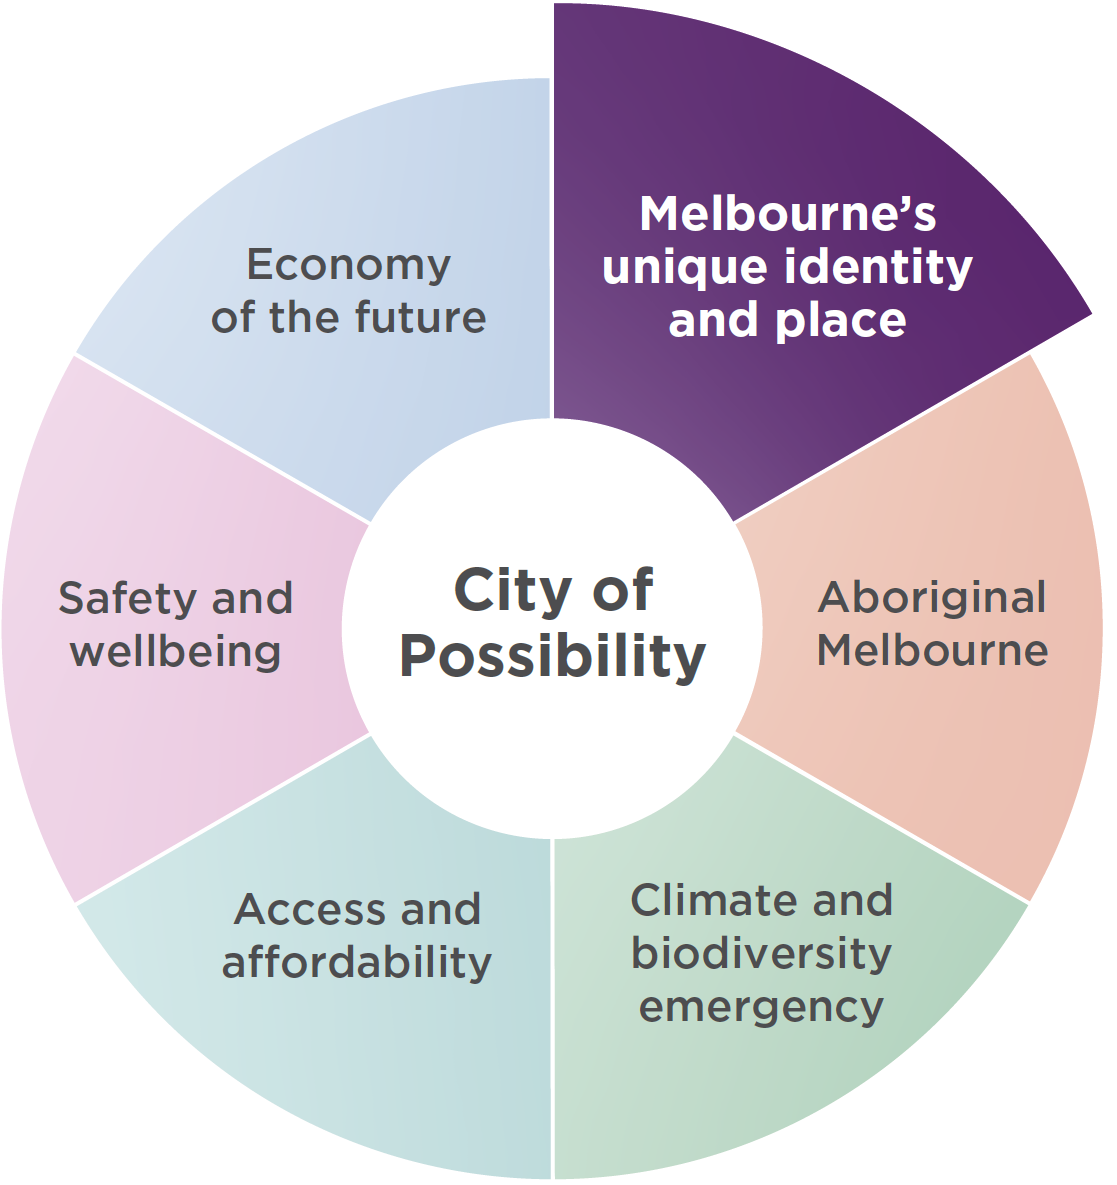 Melbourne’s
unique identity
and place
Aboriginal
Melbourne
Climate and
biodiversity
emergency
Access and
affordability
Safety and
wellbeing
Economy
of the future
City of
Possibility